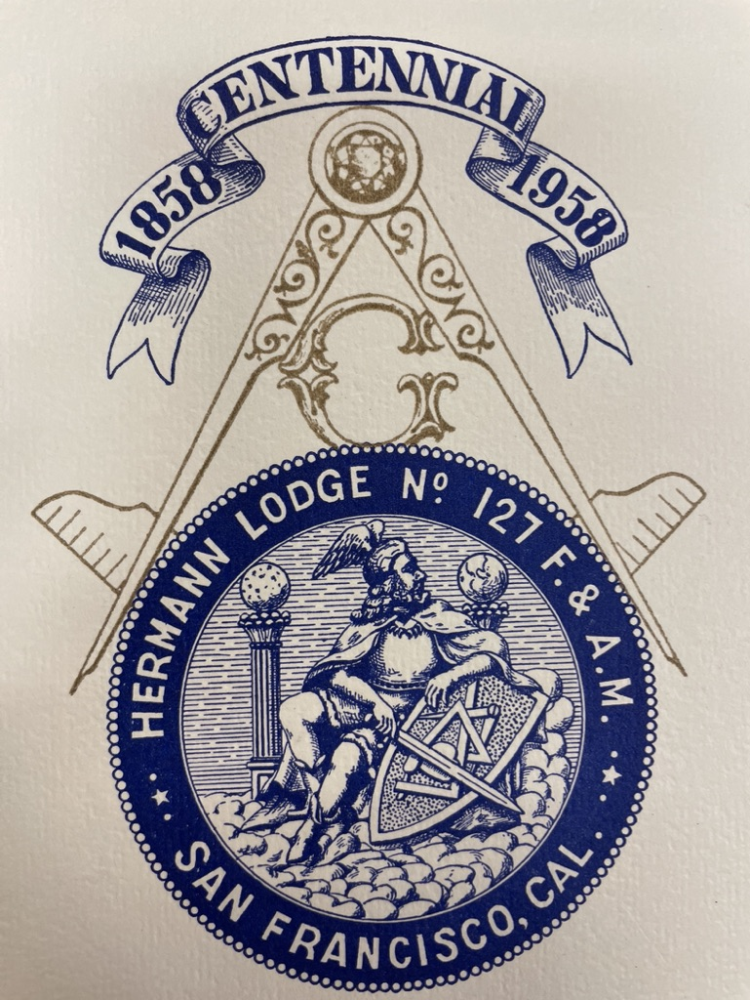 CENTENNIAL
1858
1958
G
HERMANN LODGE Nº 127 F. & A.M.
SAN FRANCISCO, CAL.